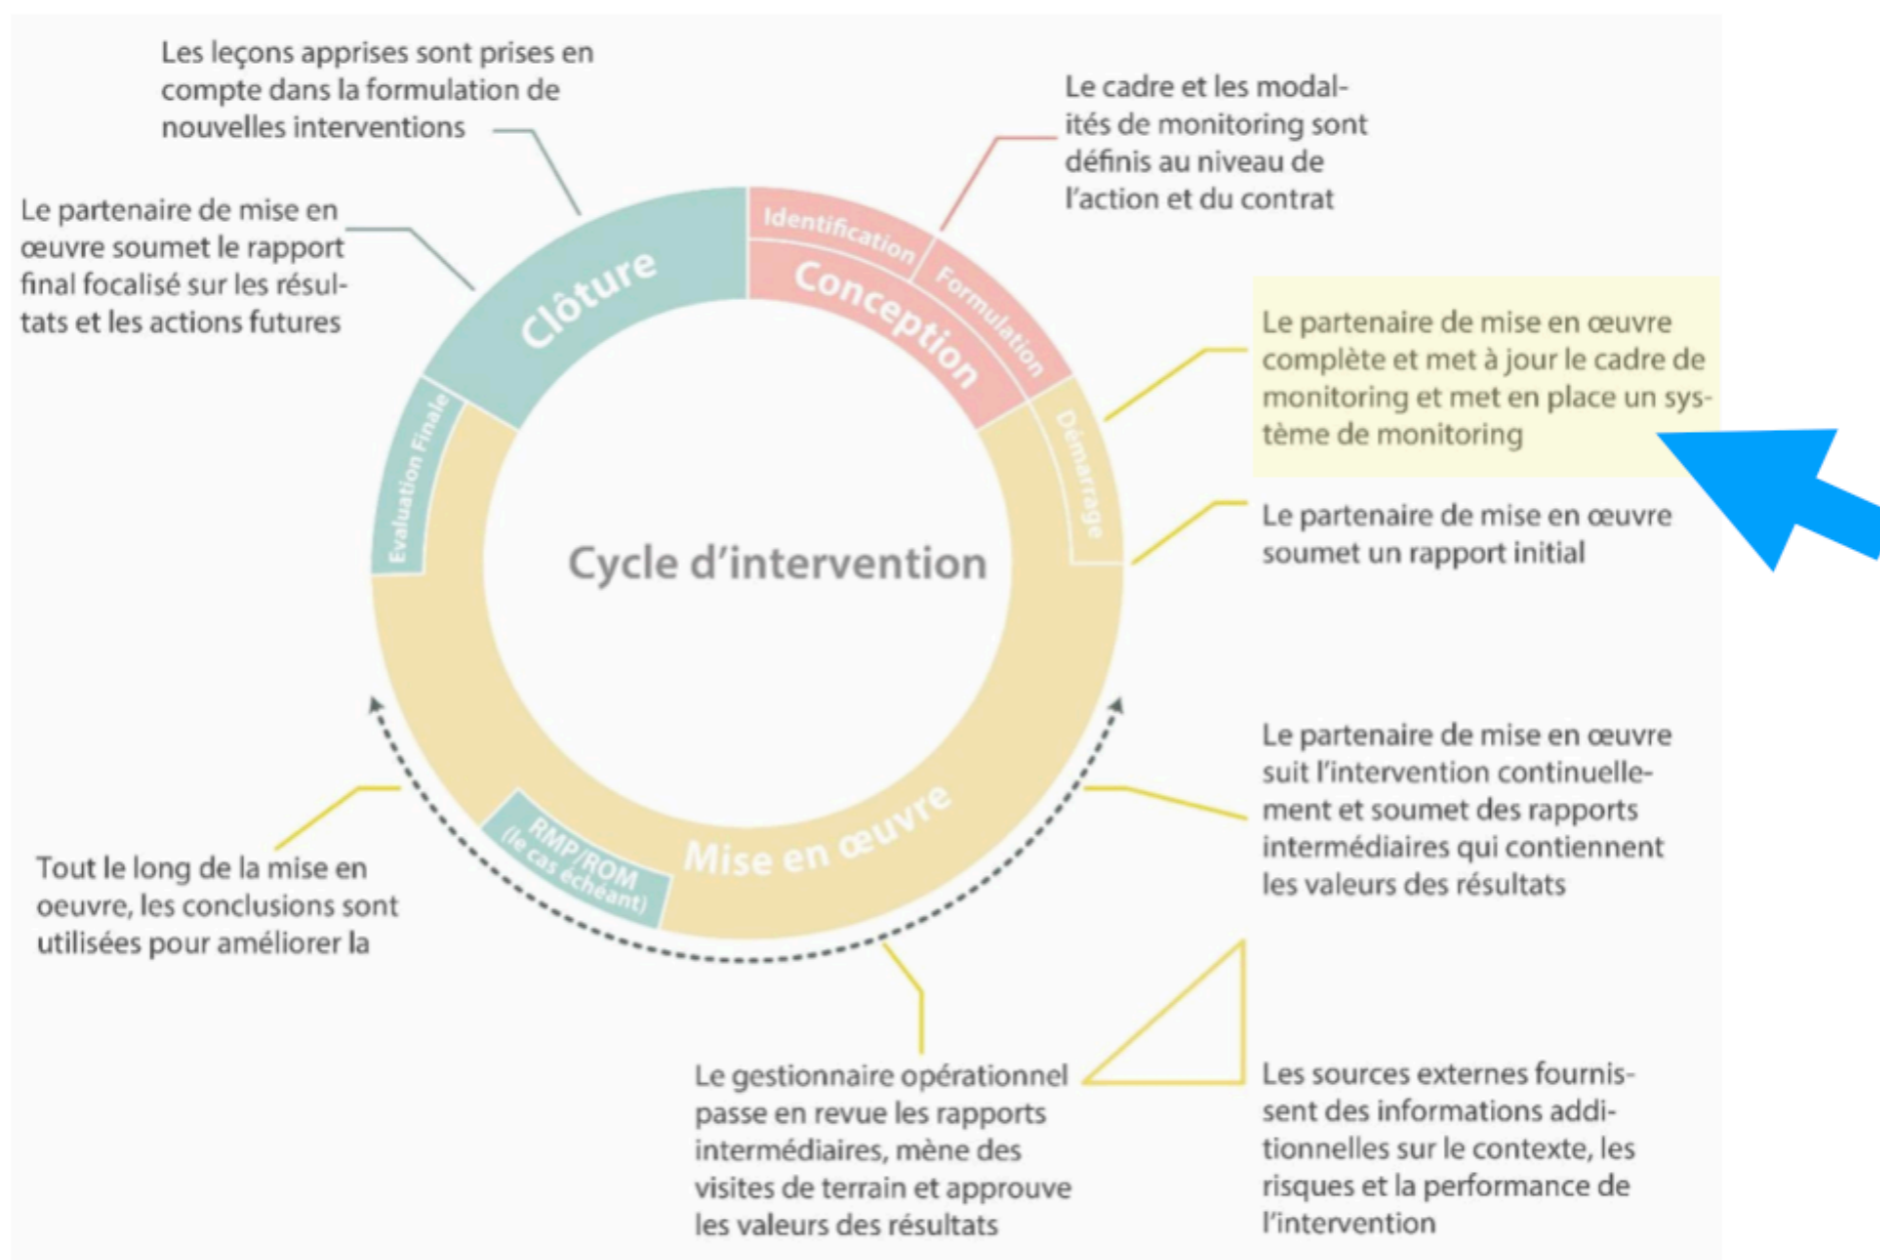 Les leçons apprises sont prises en
compte dans la formulation de
nouvelles interventions
Le cadre et les modal-
ités de monitoring sont
définis au niveau de
l'action et du contrat
Le partenaire de mise en
œuvre soumet le rapport
final focalisé sur les résul-
tats et les actions futures
Identification
Formulation
Conception
Clôture
Le partenaire de mise en œuvre
complète et met à jour le cadre de
monitoring et met en place un sys-
tème de monitoring
Démarrage
Evaluation Finale
Le partenaire de mise en œuvre
soumet un rapport initial
Cycle d'intervention
Le partenaire de mise en œuvre
suit l'intervention continuelle-
ment et soumet des rapports
intermédiaires qui contiennent
les valeurs des résultats
Mise en œuvre
RMP/ROM
(le cas échéant)
Tout le long de la mise en
oeuvre, les conclusions sont
utilisées pour améliorer la
Le gestionnaire opérationnel
passe en revue les rapports
intermédiaires, mène des
visites de terrain et approuve
les valeurs des résultats
Les sources externes fournis-
sent des informations addi-
tionnelles sur le contexte, les
risques et la performance de
l'intervention